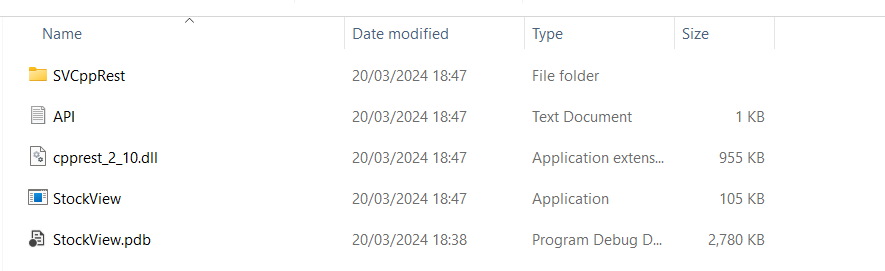 Name Date modified Type Size
SVCppRest 20/03/2024 18:47 File folder
API 20/03/2024 18:47 Text Document 1 KB
cpprest_2_10.dll 20/03/2024 18:47 Application extens... 955 KB
StockView 20/03/2024 18:47 Application 105 KB
StockView.pdb 20/03/2024 18:38 Program Debug D... 2,780 KB